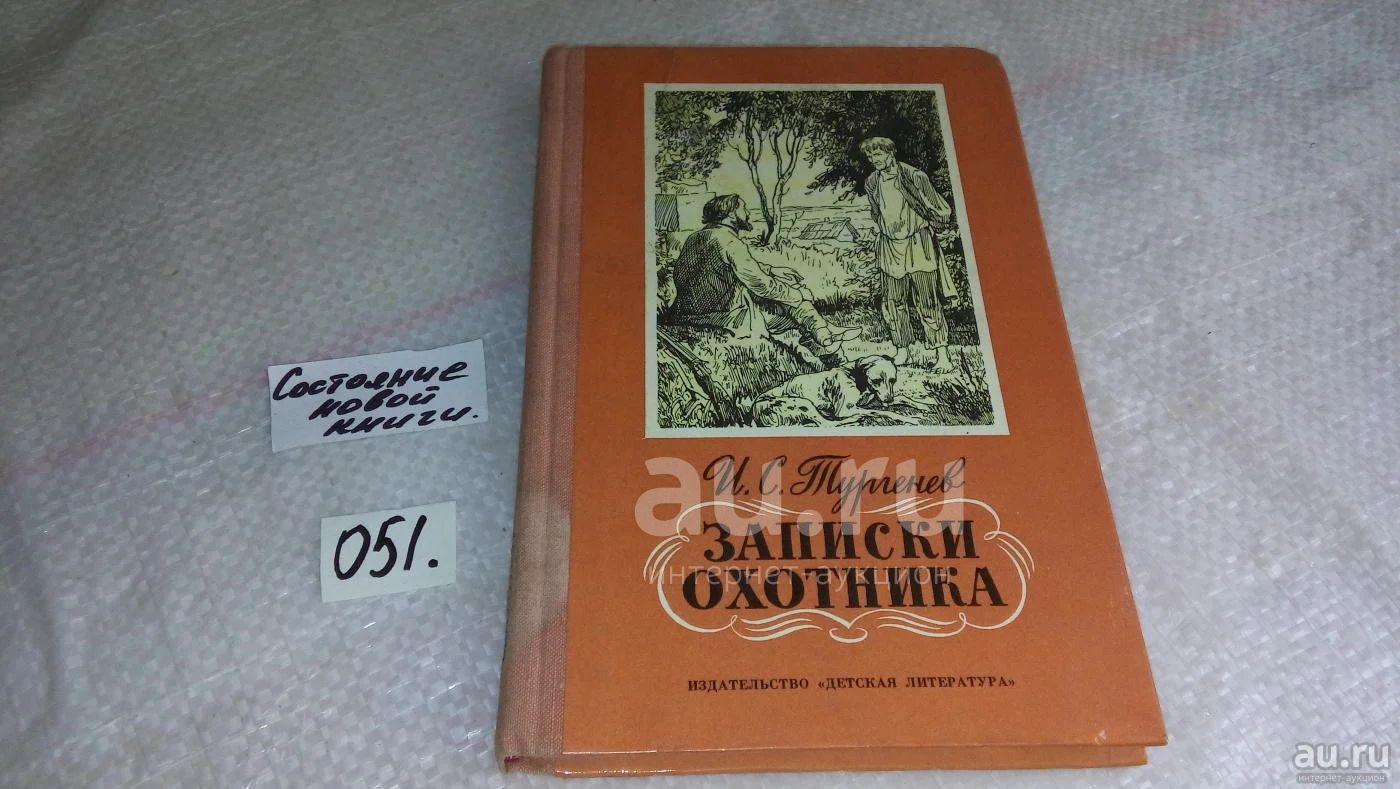 Состояние
новой
книги.
051.
И. С. Тургенев
ЗАПИСКИ
ОХОТНИКА
ИЗДАТЕЛЬСТВО «ДЕТСКАЯ ЛИТЕРАТУРА»
au.ru
интернет-аукцион
au.ru
интернет-аукцион